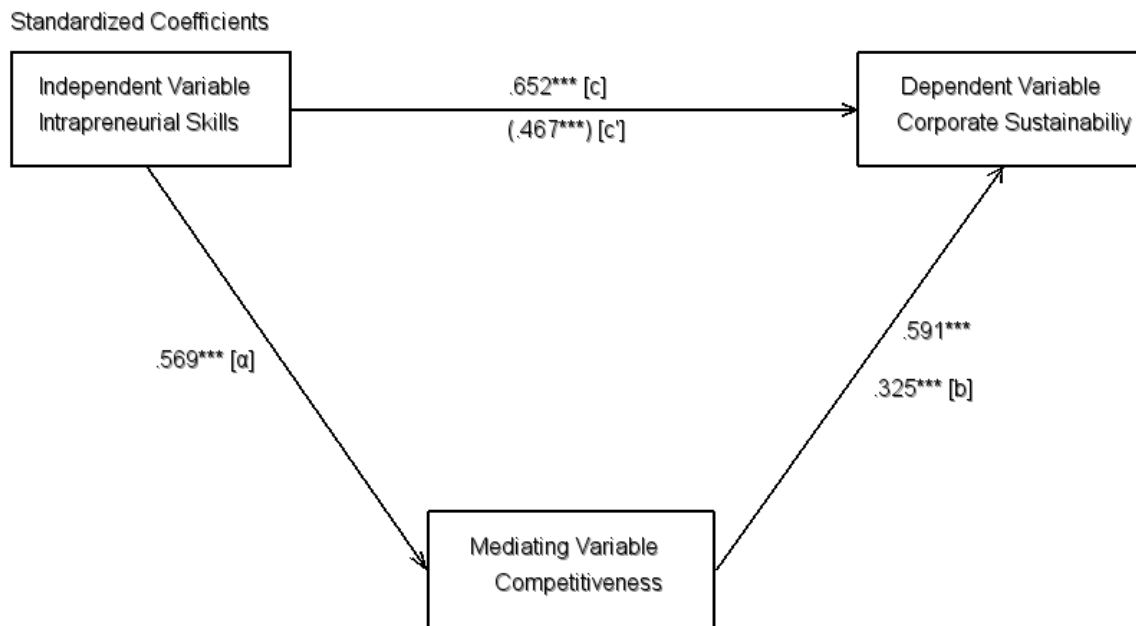 Standardized Coefficients
Independent Variable
Intrapreneurial Skills
.652*** [c]
(.467***) [c']
Dependent Variable
Corporate Sustainabiliy
.569*** [α]
.591***
.325*** [b]
Mediating Variable
Competitiveness